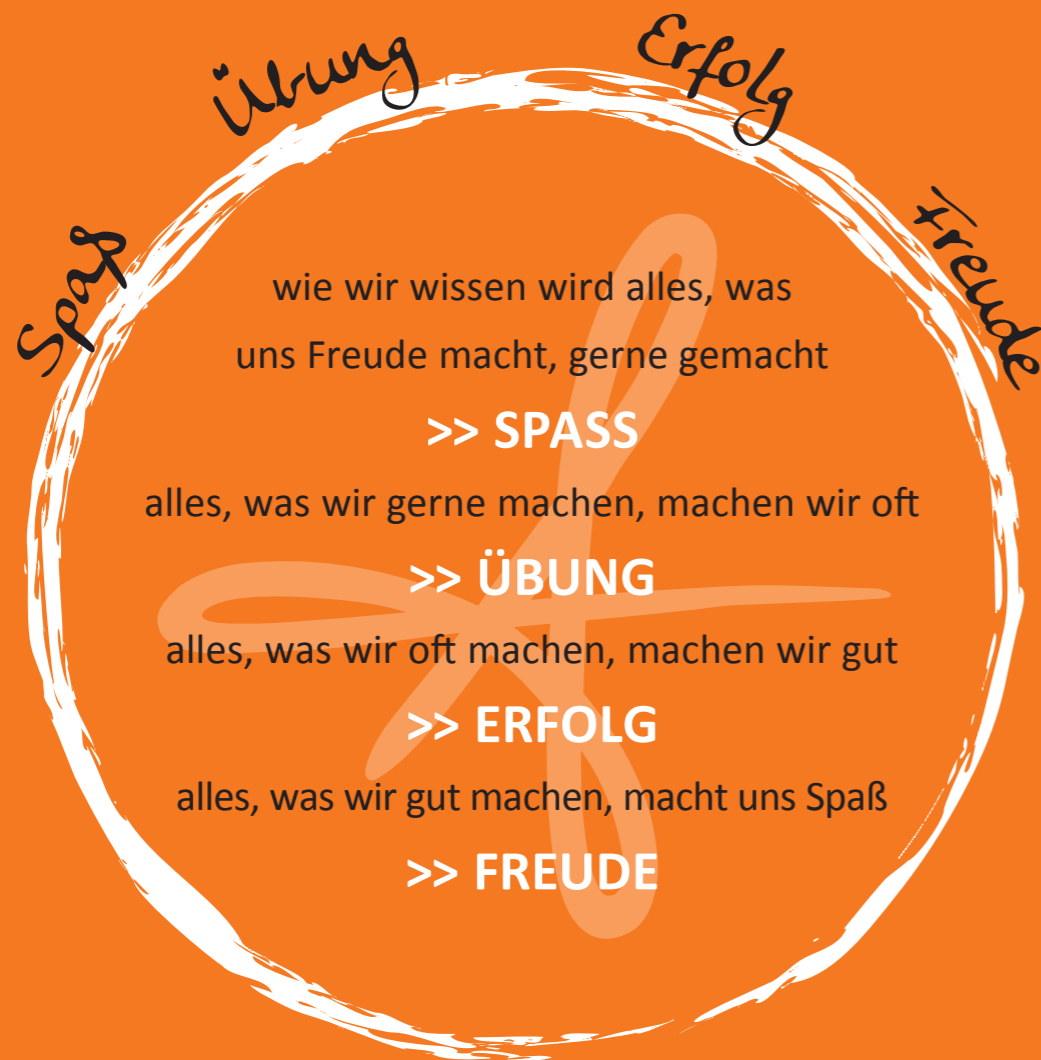 Spaß
Übung
Erfolg
Freude
wie wir wissen wird alles, was
uns Freude macht, gerne gemacht
>> SPASS
alles, was wir gerne machen, machen wir oft
>> ÜBUNG
alles, was wir oft machen, machen wir gut
>> ERFOLG
alles, was wir gut machen, macht uns Spaß
>> FREUDE